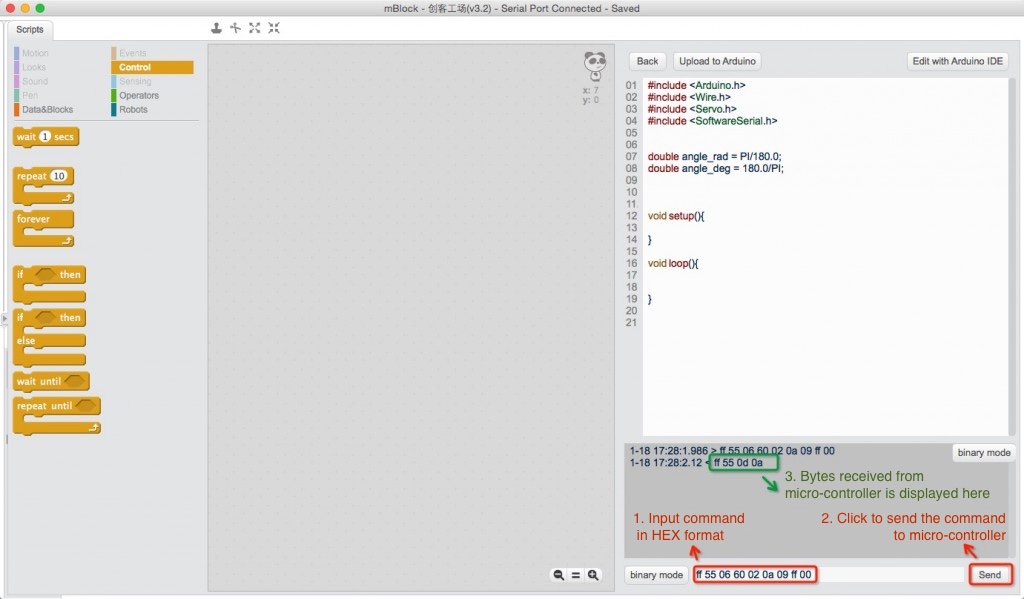 mBlock - 创客工场(v3.2) - Serial Port Connected - Saved
Scripts
Motion
Looks
Sound
Pen
Data&Blocks
Events
Control
Sensing
Operators
Robots
wait 1 secs
repeat 10
forever
if then
if then
else
wait until
repeat until
x: 7
y: 0
Back
Upload to Arduino
Edit with Arduino IDE
01 #include <Arduino.h>
02 #include <Wire.h>
03 #include <Servo.h>
04 #include <SoftwareSerial.h>
05
06
07 double angle_rad = PI/180.0;
08 double angle_deg = 180.0/PI;
09
10
11
12 void setup(){
13
14 }
15
16 void loop(){
17
18
19 }
20
21
1-18 17:28:1.986 > ff 55 06 60 02 0a 09 ff 00
1-18 17:28:2.12 < ff 55 0d 0a
binary mode
3. Bytes received from
micro-controller is displayed here
1. Input command
in HEX format
2. Click to send the command
to micro-controller
binary mode
ff 55 06 60 02 0a 09 ff 00
Send